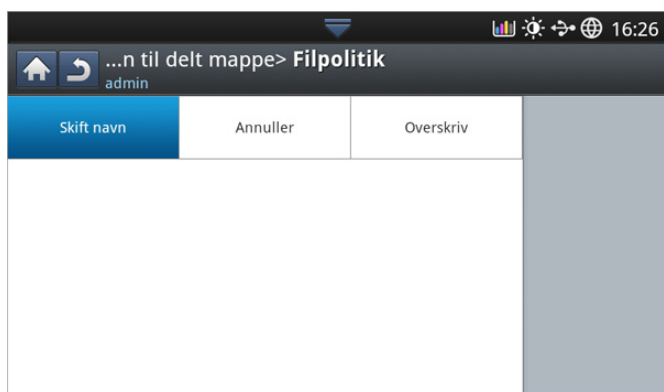 16:26
...n til delt mappe> Filpolitik
admin
Skift navn Annuller Overskriv